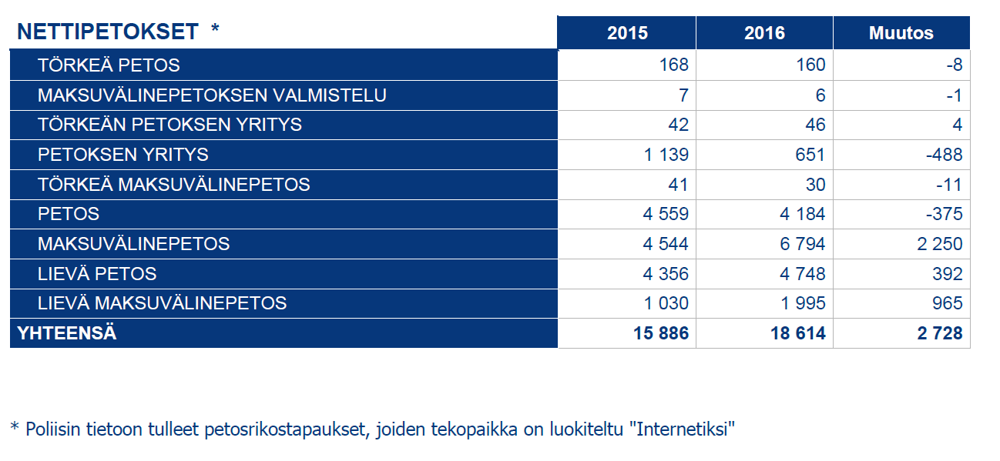 NETTIPETOKSET * 2015 2016 Muutos
TÖRKEÄ PETOS 168 160 -8
MAKSUVÄLINEPETOKSEN VALMISTELU 7 6 -1
TÖRKEÄN PETOKSEN YRITYS 42 46 4
PETOKSEN YRITYS 1 139 651 -488
TÖRKEÄ MAKSUVÄLINEPETOS 41 30 -11
PETOS 4 559 4 184 -375
MAKSUVÄLINEPETOS 4 544 6 794 2 250
LIEVÄ PETOS 4 356 4 748 392
LIEVÄ MAKSUVÄLINEPETOS 1 030 1 995 965
YHTEENSÄ 15 886 18 614 2 728
* Poliisin tietoon tulleet petosrikostapaukset, joiden tekopaikka on luokiteltu "Internetiksi"